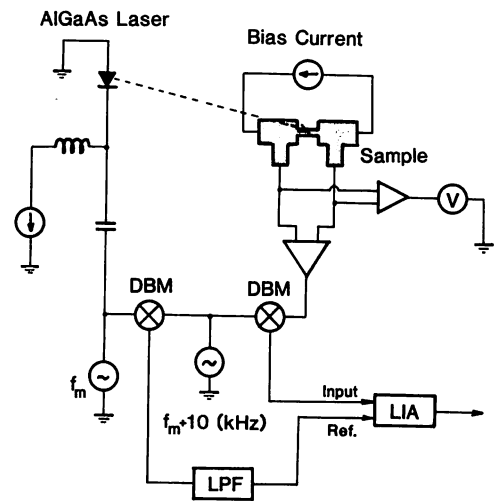 AlGaAs Laser
Bias Current
Sample
V
DBM
DBM
fm
~
~
fm+10 (kHz)
Input
Ref.
LIA
LPF